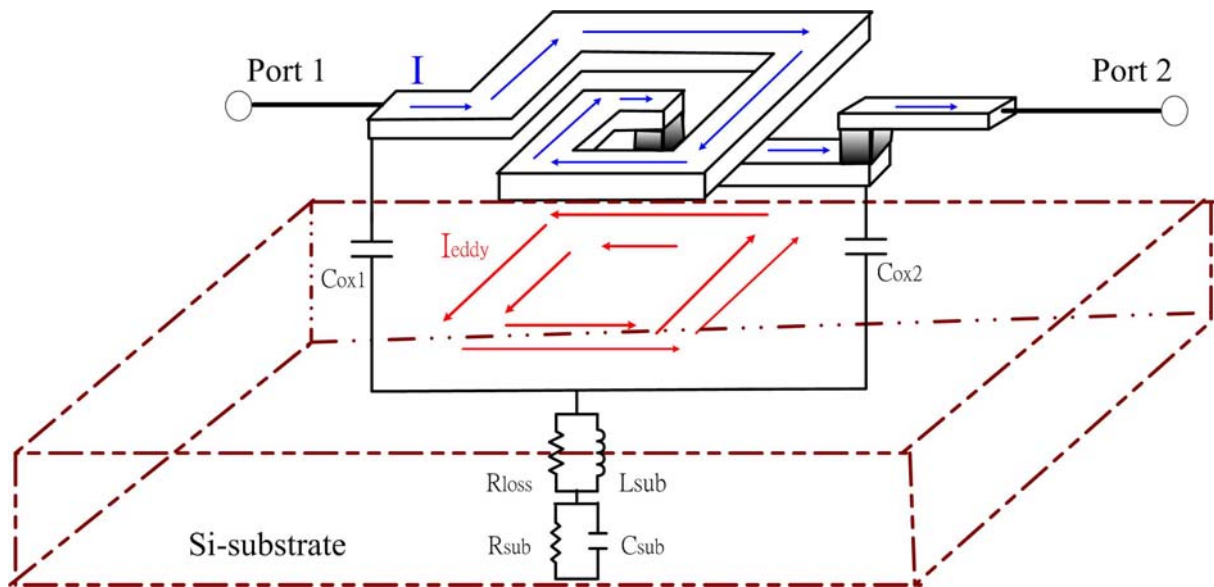 Port 1
I
Port 2
Ieddy
Cox1
Cox2
Rloss
Lsub
Rsub
Csub
Si-substrate